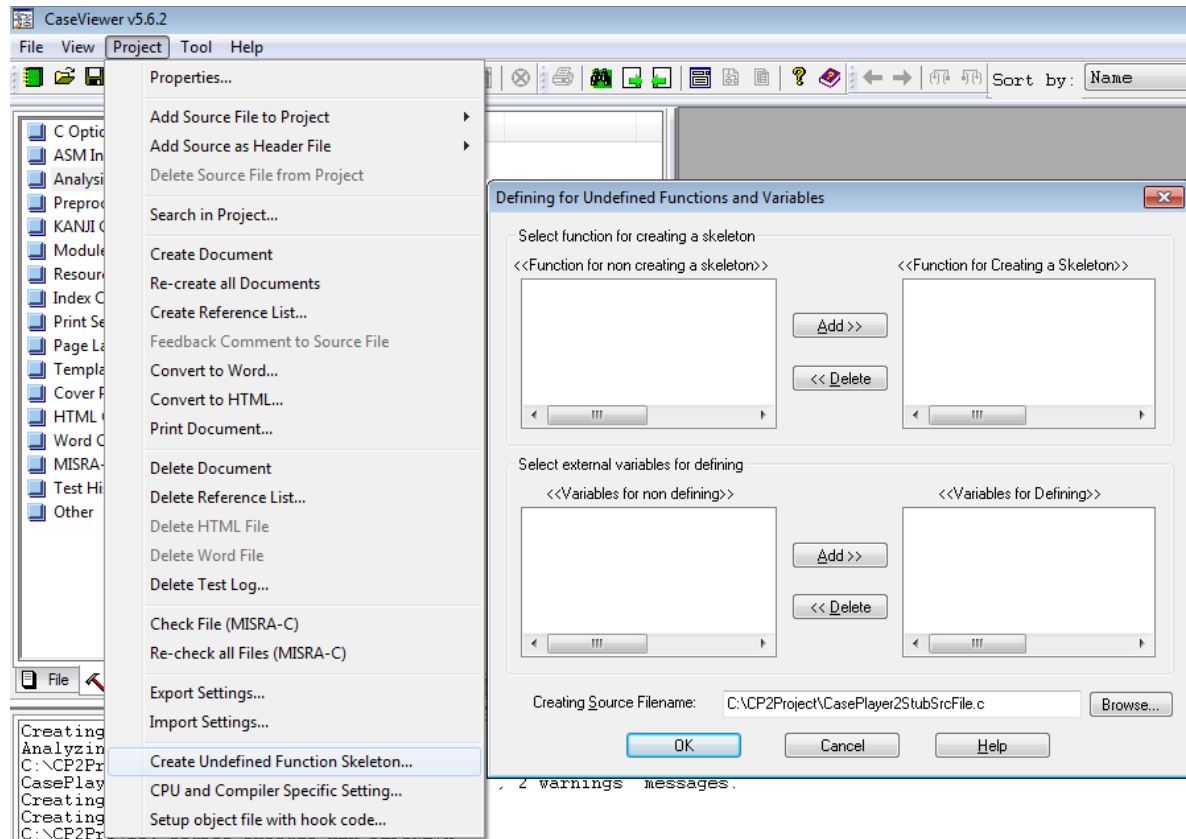 CaseViewer v5.6.2
File View Project Tool Help
Sort by: Name
Properties...
Add Source File to Project
Add Source as Header File
Delete Source File from Project
Search in Project...
Create Document
Re-create all Documents
Create Reference List...
Feedback Comment to Source File
Convert to Word...
Convert to HTML...
Print Document...
Delete Document
Delete Reference List...
Delete HTML File
Delete Word File
Delete Test Log...
Check File (MISRA-C)
Re-check all Files (MISRA-C)
Export Settings...
Import Settings...
Create Undefined Function Skeleton...
CPU and Compiler Specific Setting...
Setup object file with hook code...
C Optic
ASM In
Analysi
Preproc
KANJI
Module
Resour
Index C
Print Se
Page La
Templa
Cover P
HTML
Word C
MISRA-
Test Hi
Other
File
Creating
Analyzin
C:\CP2Pr
CasePlay
, 2 warnings messages.
Creating
Creating
C:\CP2Pr
Defining for Undefined Functions and Variables
Select function for creating a skeleton
<<Function for non creating a skeleton>>
<<Function for Creating a Skeleton>>
Add >>
<< Delete
Select external variables for defining
<<Variables for non defining>>
<<Variables for Defining>>
Add >>
<< Delete
Creating Source Filename: C:\CP2Project\CasePlayer2StubSrcFile.c Browse...
OK Cancel Help